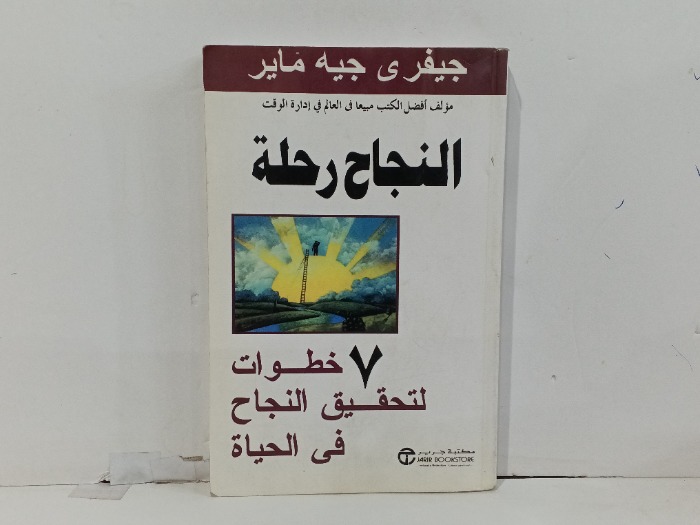 جيفرى جيه ماير
مؤلف أفضل الكتب مبيعا فى العالم في إدارة الوقت
النجاح رحلة
٧ خطوات
لتحقيق النجاح
فى الحياة
مكتبة جرير
JARIR BOOKSTORE